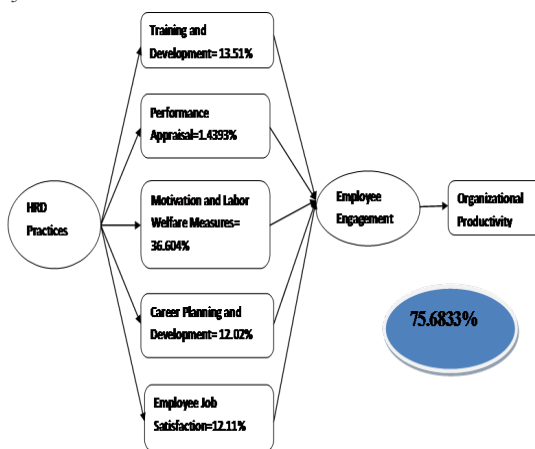 Training and
Development= 13.51%
Performance
Appraisal=1.4393%
HRD
Practices
Motivation and Labor
Welfare Measures=
36.604%
Employee
Engagement
Organizational
Productivity
Career Planning and
Development= 12.02%
75.6833%
Employee Job
Satisfaction=12.11%